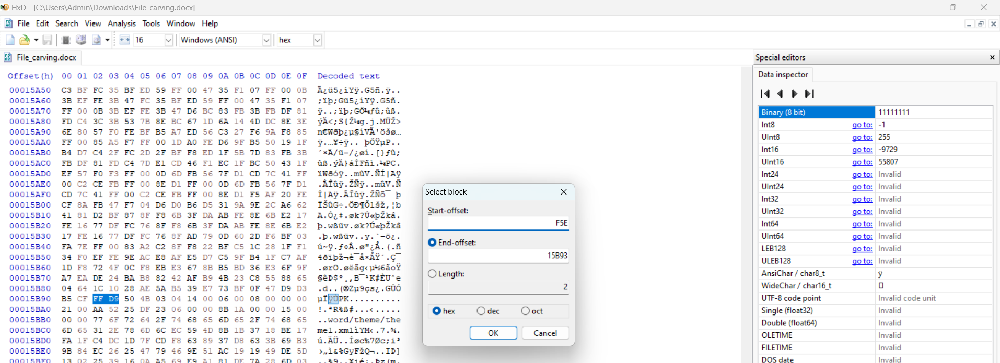 HxD - [C:\Users\Admin\Downloads\File_carving.docx]
File Edit Search View Analysis Tools Window Help
16 Windows (ANSI) hex
File_carving.docx
Offset(h) 00 01 02 03 04 05 06 07 08 09 0A 0B 0C 0D 0E 0F Decoded text
00015A50 C3 BF FC 35 BF ED 59 FF 00 47 35 F1 07 FF 00 0B Ã¿ü5¿íYÿ.G5ñ.ÿ..
00015A60 3B EF FE 3B 47 FC 35 BF ED 59 FF 00 47 35 F1 07 ;ïþ;Gü5¿íYÿ.G5ñ.
00015A70 FF 00 0B 3B EF FE 3B 47 D6 BC 83 FB 3B FB DF 81 ÿ..;ïþ;GÖ¼ƒû;ûß.
00015A80 FD C4 3C 3B 53 7B 8E BC 67 1D 6A 14 4D DC 8E 3E ýÄ<;S{Ž¼g.j.MÜŽ>
00015A90 6E 80 57 F0 FE BF B5 A7 ED 56 C3 27 F6 9A F8 85 n€Wðþ¿µ§íVÃ'öšø…
00015AA0 FF 00 85 A5 F7 FF 00 1D A0 FE D6 9F B5 50 19 1F ÿ.…¥÷ÿ.. þÖŸµP..
00015AB0 B4 D7 C4 2F FC 2D 2F BF F8 ED 1F 5B 7D 83 FB 3B ´×Ä/ü-/¿øí.[}ƒû;
00015AC0 FB DF 81 FD C4 7D E1 CD 46 F1 EC 1F BC 50 43 1F ûß.ýÄ}áÍFñì.¼PC.
00015AD0 EF 57 F0 F3 FF 00 0D 6D FB 56 7F D1 CD 7C 41 FF ïWðóÿ..mûV.ÑÍ|Aÿ
00015AE0 00 C2 CE FB FF 00 8E D1 FF 00 0D 6D FB 56 7F D1 .ÂÎûÿ.ŽÑÿ..mûV.Ñ
00015AF0 CD 7C 41 FF 00 C2 CE FB FF 00 8E D1 F5 AF 20 FE Í|Aÿ.ÂÎûÿ.ŽÑõ¯ þ
00015B00 CF 8A FB 47 F7 04 D6 D0 B6 D5 31 9A 9E 2C A6 62 ÏŠûG÷.ÖÐ¶Õ1šž,¦b
00015B10 41 81 D2 BF 87 8F F8 6B 3F DA AB FE 8E 6B E2 17 A.Ò¿‡.øk?Ú«þŽkâ.
00015B20 FE 16 77 DF FC 76 8F F8 6B 3F DA AB FE 8E 6B E2 þ.wßüv.øk?Ú«þŽkâ
00015B30 17 FE 16 77 DF FC 76 8F AD 79 0D 60 2D F6 BF 03 .þ.wßüv..y.`-ö¿.
00015B40 FA 7E FF 00 83 A2 C2 8F F8 22 BF C5 1C 28 1F F1 ú~ÿ.ƒ¢Â.ø"¿Å.(.ñ
00015B50 34 F0 EF FE 9E AC E8 AF E5 D7 C5 9F B4 1F C7 AF 4ðïþž¬è¯å×ÅŸ´.Ç¯
00015B60 1D F8 72 4F 0C F8 EB E3 67 8B B5 BD 36 E3 6F 9F .ørO.øëãg‹µ½6ãoŸ
00015B70 A7 EA DE 24 BA B8 82 42 AF B9 4B 23 C8 55 88 65 §êÞ$º¸‚B¯¹K#ÈUˆe
00015B80 04 64 1C 10 28 AE 5A B5 39 E7 73 BF 0F 47 D9 D3 .d..(®Zµ9çs¿.GÙÓ
00015B90 B5 CF FF D9 50 4B 03 04 14 00 06 00 08 00 00 00 µÏÿÙPK..........
00015BA0 21 00 AA 52 25 DF 23 06 00 00 8B 1A 00 00 15 00 !.ªR%ß#...‹.....
00015BB0 00 00 77 6F 72 64 2F 74 68 65 6D 65 2F 74 68 65 ..word/theme/the
00015BC0 6D 65 31 2E 78 6D 6C EC 59 4D 8B 1B 37 18 BE 17 me1.xmlìYM‹.7.¾.
00015BD0 FA 1F C4 DC 1D 7F CD F8 63 89 37 D8 63 3B 69 B3 ú.ÄÜ..Íøc‰7Øc;i³
00015BE0 9B 84 EC 26 25 47 79 46 9E 51 AC 19 19 49 DE 5D ›„ì&%GyFžQ¬..IÞ]
00015BF0 13 02 25 39 16 0A A5 69 E9 A1 81 DE 7A 28 6D 03 ..%9..¥ié¡.Þz(m.
Select block
Start-offset:
F5E
End-offset:
15B93
Length:
2
hex dec oct
OK Cancel
Special editors
Data inspector
Binary (8 bit) 11111111
Int8 go to: -1
UInt8 go to: 255
Int16 go to: -9729
UInt16 go to: 55807
Int24 go to: Invalid
UInt24 go to: Invalid
Int32 go to: Invalid
UInt32 go to: Invalid
Int64 go to: Invalid
UInt64 go to: Invalid
LEB128 go to: Invalid
ULEB128 go to: Invalid
AnsiChar / char8_t ÿ
WideChar / char16_t
UTF-8 code point Invalid code unit
Single (float32) Invalid
Double (float64) Invalid
OLETIME Invalid
FILETIME Invalid
DOS date Invalid